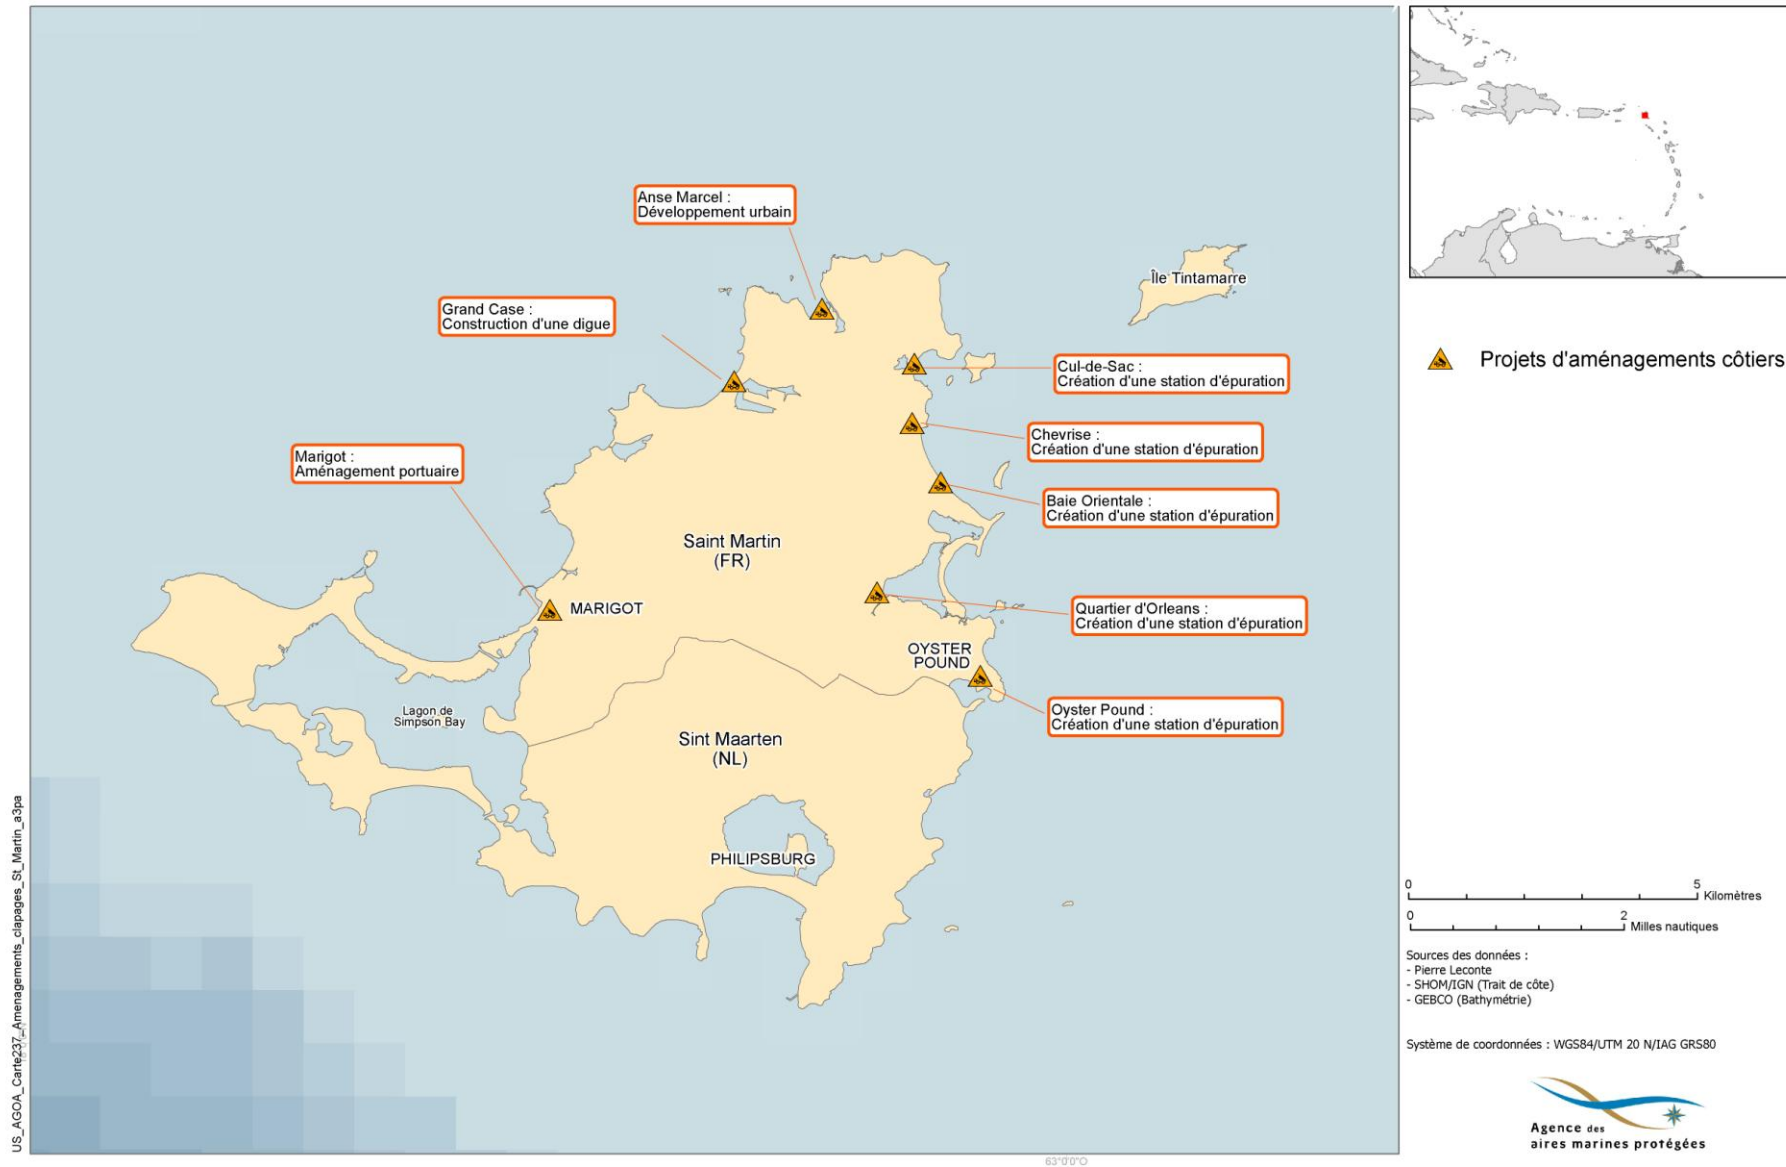 Anse Marcel :
Développement urbain
Île Tintamarre
Grand Case :
Construction d'une digue
Cul-de-Sac :
Création d'une station d'épuration
Projets d'aménagements côtiers
Chevrise :
Création d'une station d'épuration
Marigot :
Aménagement portuaire
Baie Orientale :
Création d'une station d'épuration
Saint Martin
(FR)
MARIGOT
Quartier d'Orleans :
Création d'une station d'épuration
OYSTER
POUND
Lagon de
Simpson Bay
Oyster Pound :
Création d'une station d'épuration
Sint Maarten
(NL)
PHILIPSBURG
0 5 Kilomètres
0 2 Milles nautiques
Sources des données :
- Pierre Leconte
- SHOM/IGN (Trait de côte)
- GEBCO (Bathymétrie)
Système de coordonnées : WGS84/UTM 20 N/IAG GRS80
Agence des
aires marines protégées
US_AGOA_Carte237_Amenagements_clapages_St_Martin_a3pa
63°0'0"O